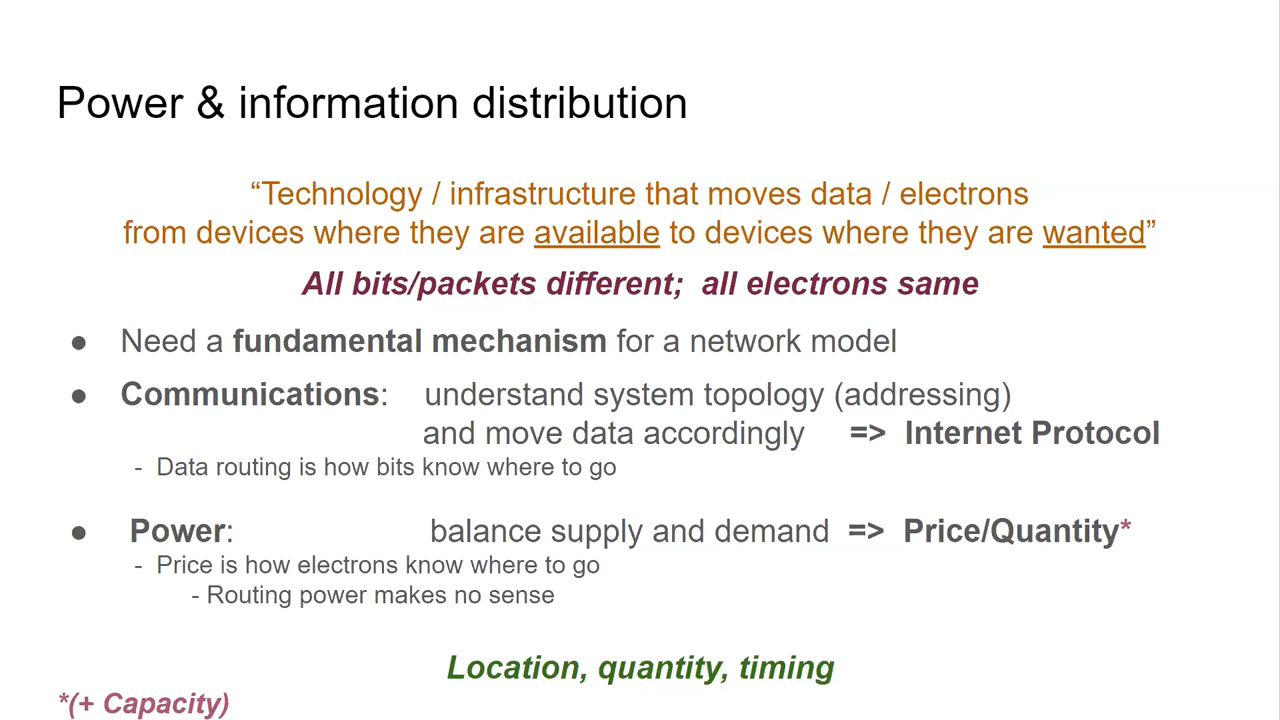 Power & information distribution
“Technology / infrastructure that moves data / electrons
from devices where they are available to devices where they are wanted”
All bits/packets different; all electrons same
● Need a fundamental mechanism for a network model
● Communications: understand system topology (addressing)
and move data accordingly => Internet Protocol
- Data routing is how bits know where to go
● Power: balance supply and demand => Price/Quantity*
- Price is how electrons know where to go
- Routing power makes no sense
Location, quantity, timing
*(+ Capacity)